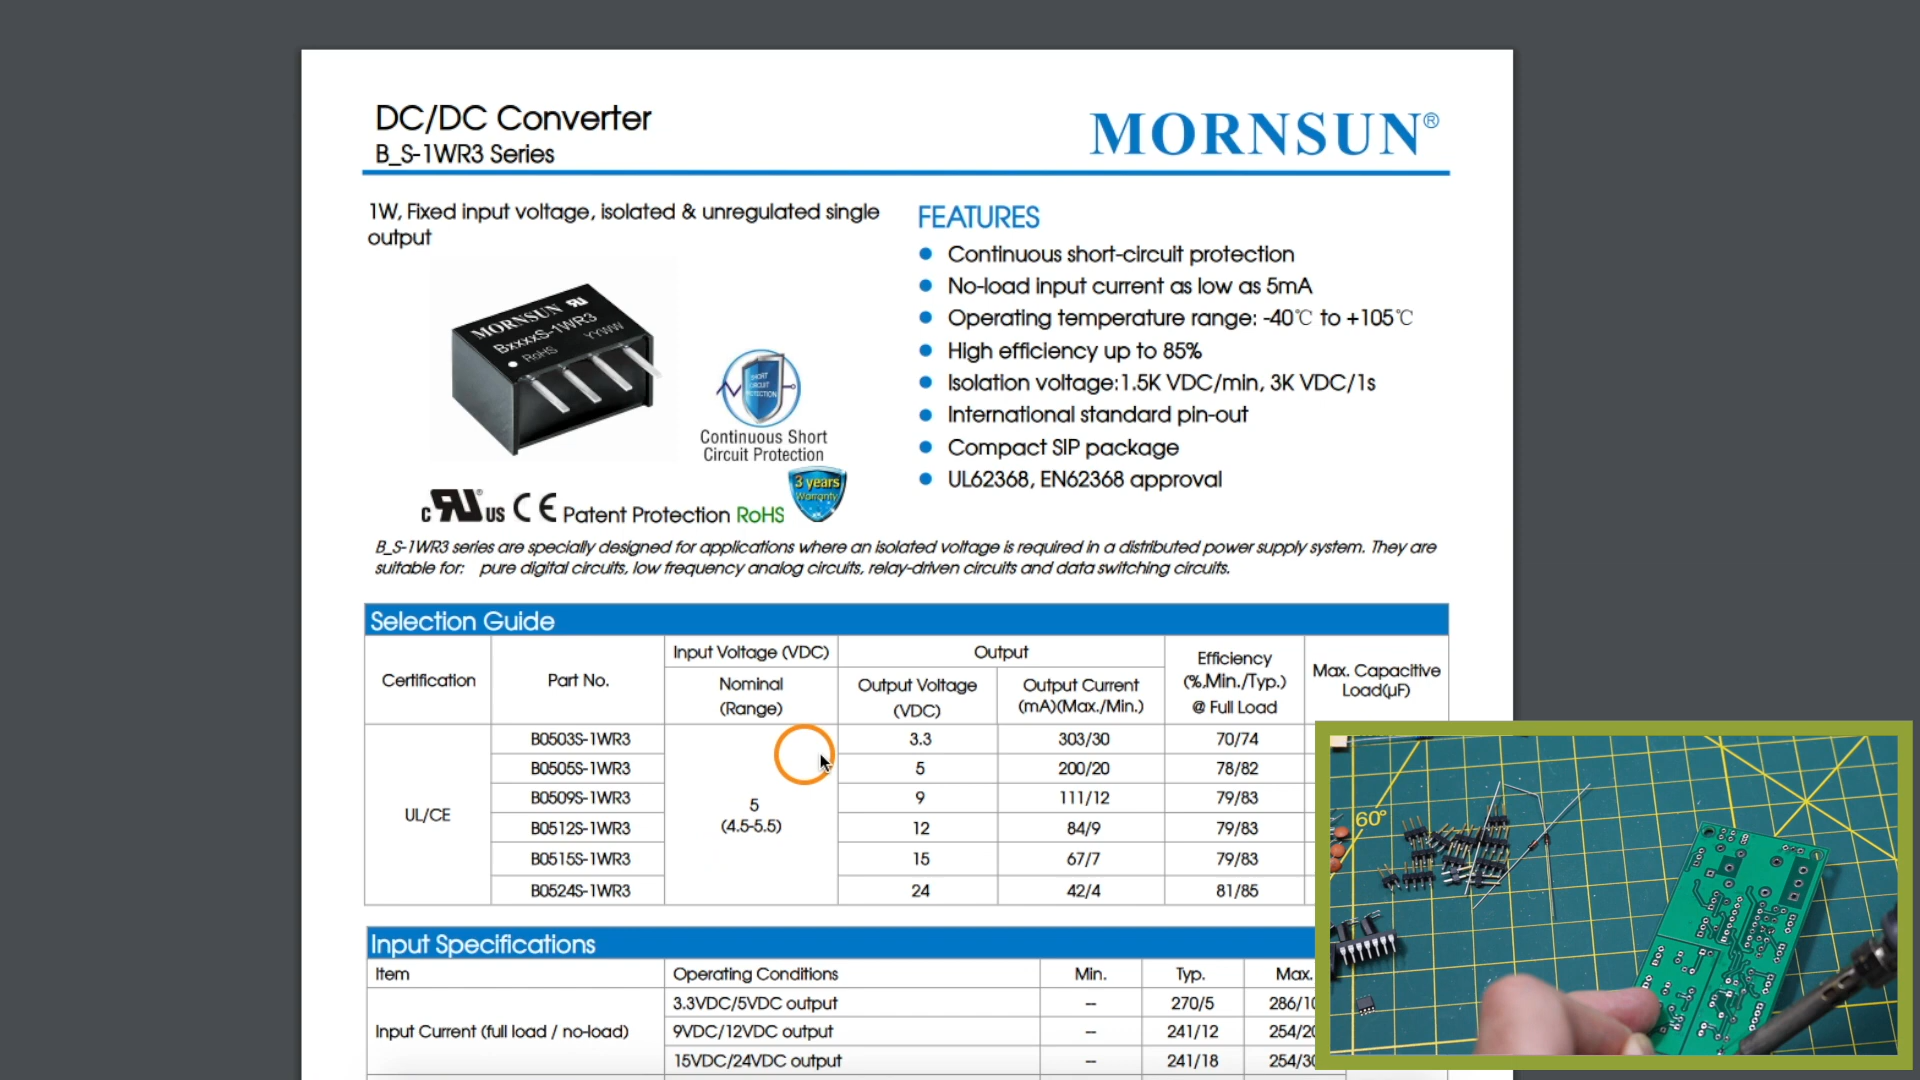 DC/DC Converter
B_S-1WR3 Series
MORNSUN®
1W, Fixed input voltage, isolated & unregulated single
output
MORNSUN
BxxxxS-1WR3
RoHS YYWW
SHORT
CIRCUIT
PROTECTION
Continuous Short
Circuit Protection
3 years
Warranty
c US CE Patent Protection RoHS
FEATURES
Continuous short-circuit protection
No-load input current as low as 5mA
Operating temperature range: -40℃ to +105℃
High efficiency up to 85%
Isolation voltage:1.5K VDC/min, 3K VDC/1s
International standard pin-out
Compact SIP package
UL62368, EN62368 approval
B_S-1WR3 series are specially designed for applications where an isolated voltage is required in a distributed power supply system. They are
suitable for: pure digital circuits, low frequency analog circuits, relay-driven circuits and data switching circuits.
Selection Guide
Certification Part No. Input Voltage (VDC) Output Efficiency (%,Min./Typ.) @ Full Load Max. Capacitive Load(µF)
Nominal (Range) Output Voltage (VDC) Output Current (mA)(Max./Min.)
UL/CE 5 (4.5-5.5)
B0503S-1WR3 3.3 303/30 70/74
B0505S-1WR3 5 200/20 78/82
B0509S-1WR3 9 111/12 79/83
B0512S-1WR3 12 84/9 79/83
B0515S-1WR3 15 67/7 79/83
B0524S-1WR3 24 42/4 81/85
Input Specifications
Item Operating Conditions Min. Typ. Max.
Input Current (full load / no-load)
3.3VDC/5VDC output -- 270/5 286/10
9VDC/12VDC output -- 241/12 254/20
15VDC/24VDC output -- 241/18 254/30
60°